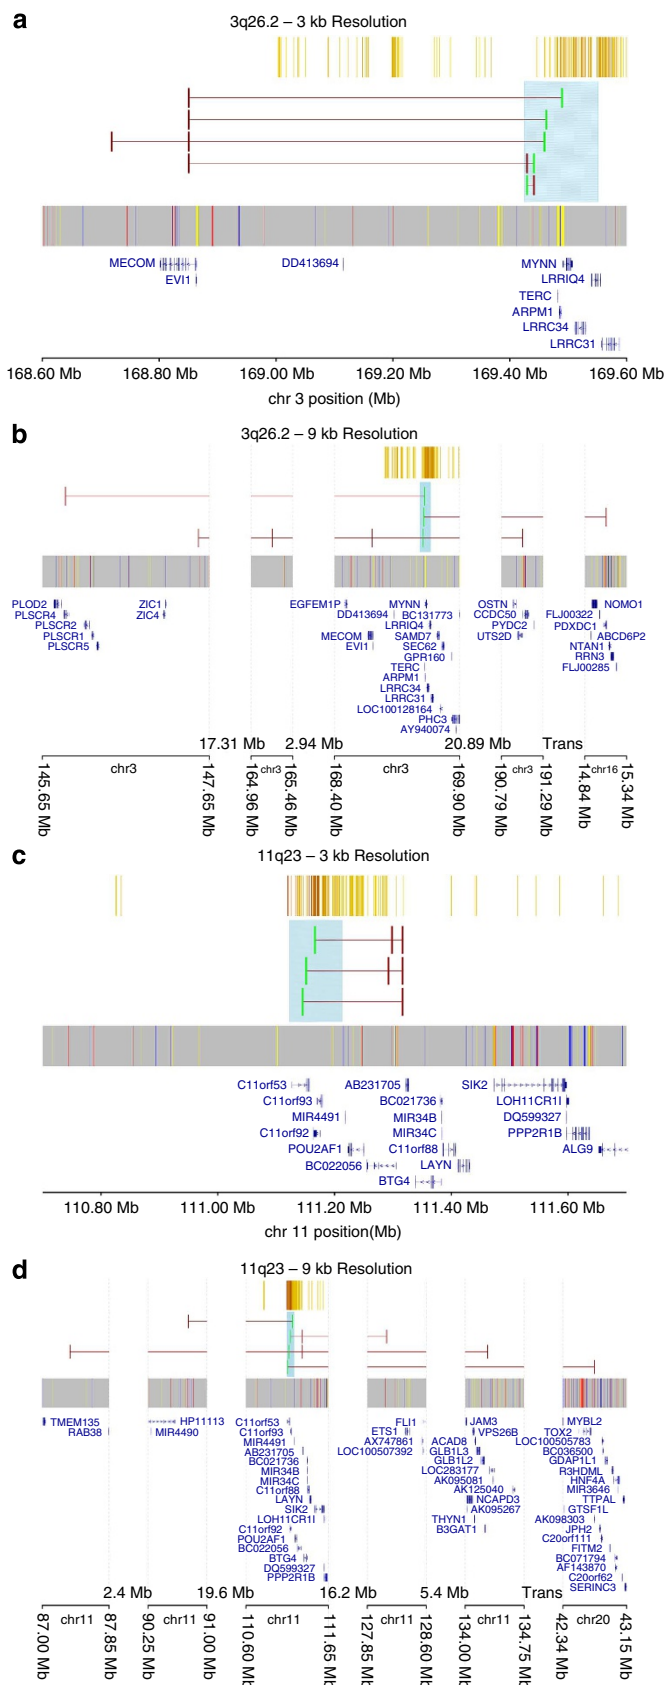 a
3q26.2 – 3 kb Resolution
MECOM
EVI1
DD413694
MYNN
LRRIQ4
TERC
ARPM1
LRRC34
LRRC31
168.60 Mb 168.80 Mb 169.00 Mb 169.20 Mb 169.40 Mb 169.60 Mb
chr 3 position (Mb)
b
3q26.2 – 9 kb Resolution
PLOD2 ZIC1 EGFEM1P MYNN OSTN NOMO1
PLSCR4 ZIC4 DD413694 BC131773 CCDC50 FLJ00322
PLSCR2 LRRIQ4 PYDC2 PDXDC1
PLSCR1 MECOM SAMD7 UTS2D ABCD6P2
PLSCR5 EVI1 SEC62 NTAN1
GPR160 RRN3
TERC FLJ00285
ARPM1
LRRC34
LRRC31
LOC100128164
PHC3
AY940074
17.31 Mb 2.94 Mb 20.89 Mb Trans
chr3 chr3 chr3 chr3 chr16
145.65 Mb 147.65 Mb 164.96 Mb 165.46 Mb 168.40 Mb 169.90 Mb 190.79 Mb 191.29 Mb 14.84 Mb 15.34 Mb
c
11q23 – 3 kb Resolution
C11orf53 AB231705 SIK2
C11orf93 BC021736 LOH11CR1I
MIR4491 MIR34B DQ599327
C11orf92 MIR34C PPP2R1B
POU2AF1 C11orf88 ALG9
BC022056 LAYN
BTG4
110.80 Mb 111.00 Mb 111.20 Mb 111.40 Mb 111.60 Mb
chr 11 position(Mb)
d
11q23 – 9 kb Resolution
TMEM135 HP11113 C11orf53 FLI1 JAM3 MYBL2
RAB38 MIR4490 C11orf93 ETS1 VPS26B TOX2
MIR4491 AX747861 ACAD8 LOC100505783
AB231705 LOC100507392 GLB1L3 BC036500
BC021736 GLB1L2 GDAP1L1
MIR34B LOC283177 R3HDML
MIR34C AK095081 HNF4A
C11orf88 AK125040 MIR3646
LAYN NCAPD3 TTPAL
SIK2 AK095267 GTSF1L
LOH11CR1I THYN1 AK098303
C11orf92 B3GAT1 JPH2
POU2AF1 C20orf111
BC022056 FITM2
BTG4 BC071794
DQ599327 AF143870
PPP2R1B C20orf62
SERINC3
2.4 Mb 19.6 Mb 16.2 Mb 5.4 Mb Trans
chr11 chr11 chr11 chr11 chr11 chr20
87.00 Mb 87.85 Mb 90.25 Mb 91.00 Mb 110.60 Mb 111.65 Mb 127.85 Mb 128.60 Mb 134.00 Mb 134.75 Mb 42.34 Mb 43.15 Mb